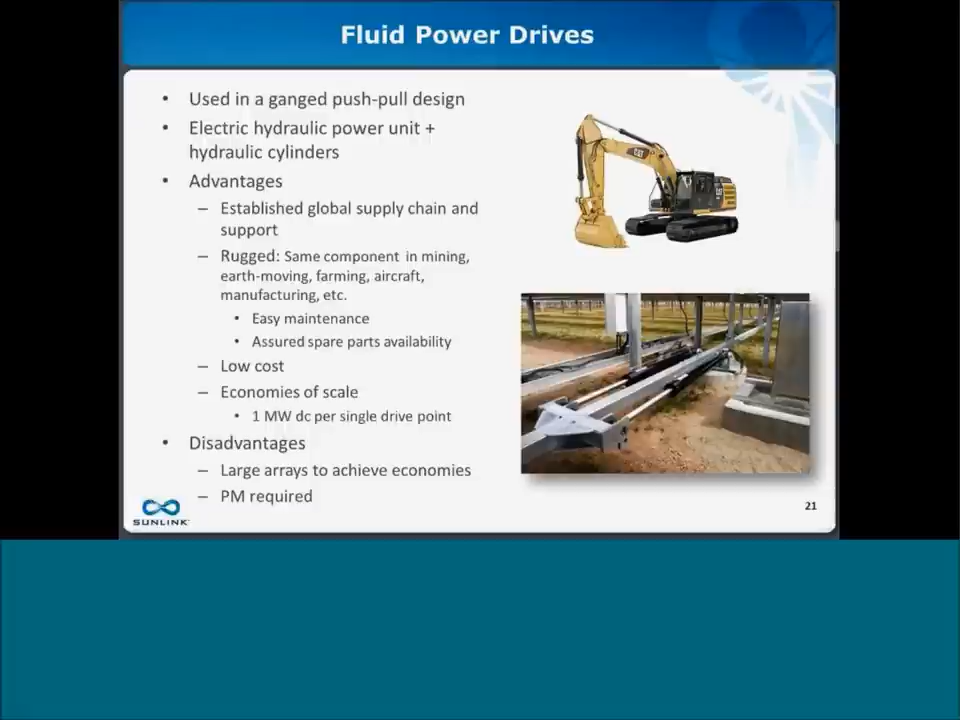 Fluid Power Drives
• Used in a ganged push-pull design
• Electric hydraulic power unit +
hydraulic cylinders
• Advantages
– Established global supply chain and
support
– Rugged: Same component in mining,
earth-moving, farming, aircraft,
manufacturing, etc.
• Easy maintenance
• Assured spare parts availability
– Low cost
– Economies of scale
• 1 MW dc per single drive point
• Disadvantages
– Large arrays to achieve economies
– PM required
CAT
SUNLINK
21